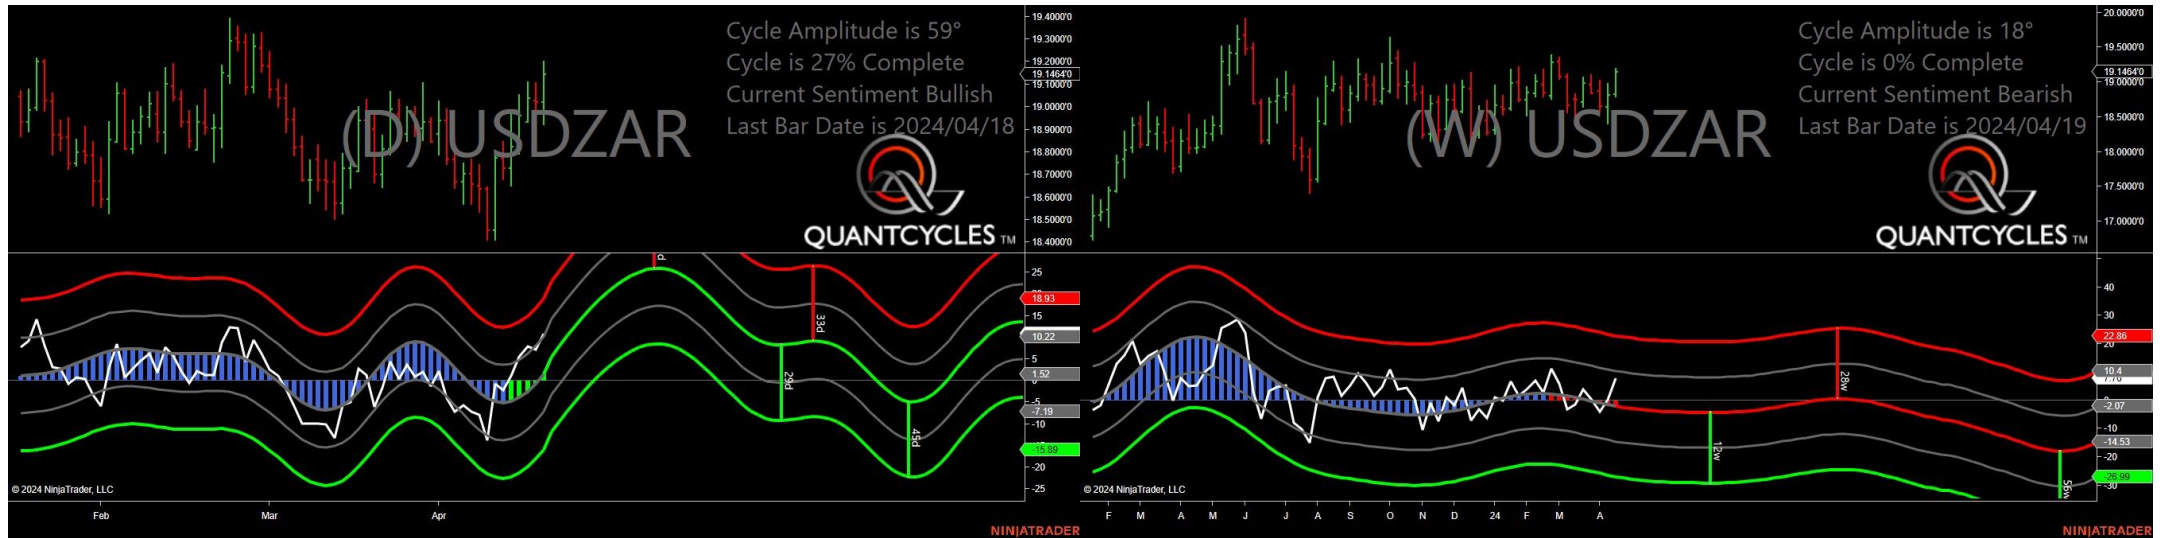 Cycle Amplitude is 59°
Cycle is 27% Complete
Current Sentiment Bullish
Last Bar Date is 2024/04/18
(D) USDZAR
QUANTCYCLES TM
19.4000'0
19.3000'0
19.2000'0
19.1464'0
19.1000'0
19.0000'0
18.9000'0
18.8000'0
18.7000'0
18.6000'0
18.5000'0
18.4000'0
d
33d
29d
45d
25
18.93
15
10.22
5
1.52
0
-5
-7.19
-10
-15.89
-20
-25
© 2024 NinjaTrader, LLC
Feb Mar Apr
NINJATRADER
Cycle Amplitude is 18°
Cycle is 0% Complete
Current Sentiment Bearish
Last Bar Date is 2024/04/19
(W) USDZAR
QUANTCYCLES TM
20.0000'0
19.5000'0
19.1464'0
19.0000'0
18.5000'0
18.0000'0
17.5000'0
17.0000'0
28w
12w
56w
40
30
22.86
20
10.4
7.70
-2.07
-10
-14.53
-20
-26.99
-30
© 2024 NinjaTrader, LLC
F M A M J J A S O N D 24 F M A
NINJATRADER